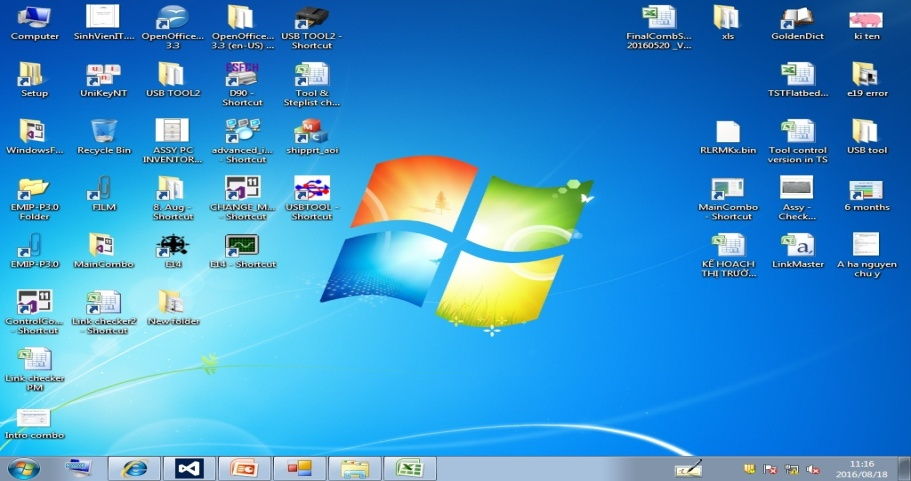 Computer
SinhVienIT....
OpenOffice...
3.3
OpenOffice...
3.3 (en-US) ...
USB TOOL2 -
Shortcut
FinalCombS...
20160520 _V...
xls
GoldenDict
ki ten
Setup
UniKeyNT
USB TOOL2
D90 -
Shortcut
Tool &
Steplist ch...
TSTFlatbed...
e19 error
WindowsF...
Recycle Bin
ASSY PC
INVENTOR...
advanced_i...
- Shortcut
shipprt_aoi
RLRMKx.bin
Tool control
version in TS
USB tool
EMIP-P3.0
Folder
FILM
8. Aug -
Shortcut
CHANGE_M...
- Shortcut
USBTOOL -
Shortcut
MainCombo
- Shortcut
Assy -
Check...
6 months
EMIP-P3.0
MainCombo
E14
E14 - Shortcut
KẾ HOẠCH
THỊ TRƯỜ...
LinkMaster
A ha nguyen
chu y
ControlCo...
- Shortcut
Link checker2
- Shortcut
New folder
Link checker
PM
Intro combo
11:16
2016/08/18